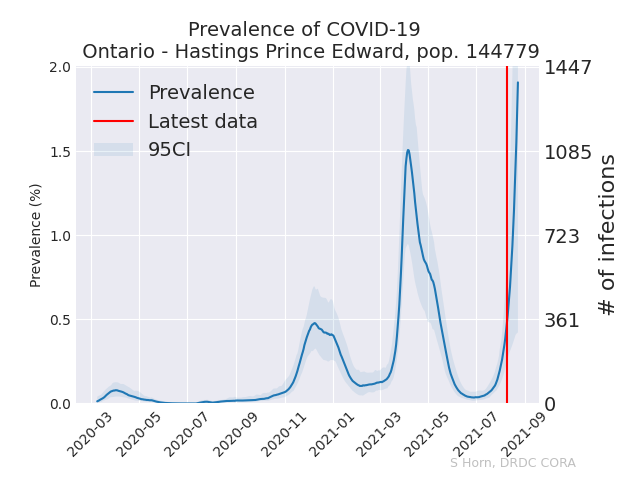 Prevalence of COVID-19
Ontario - Hastings Prince Edward, pop. 144779
2.0
1.5
1.0
0.5
0.0
Prevalence (%)
Prevalence
Latest data
95CI
1447
1085
723
361
0
# of infections
2020-03
2020-05
2020-07
2020-09
2020-11
2021-01
2021-03
2021-05
2021-07
2021-09
S Horn, DRDC CORA